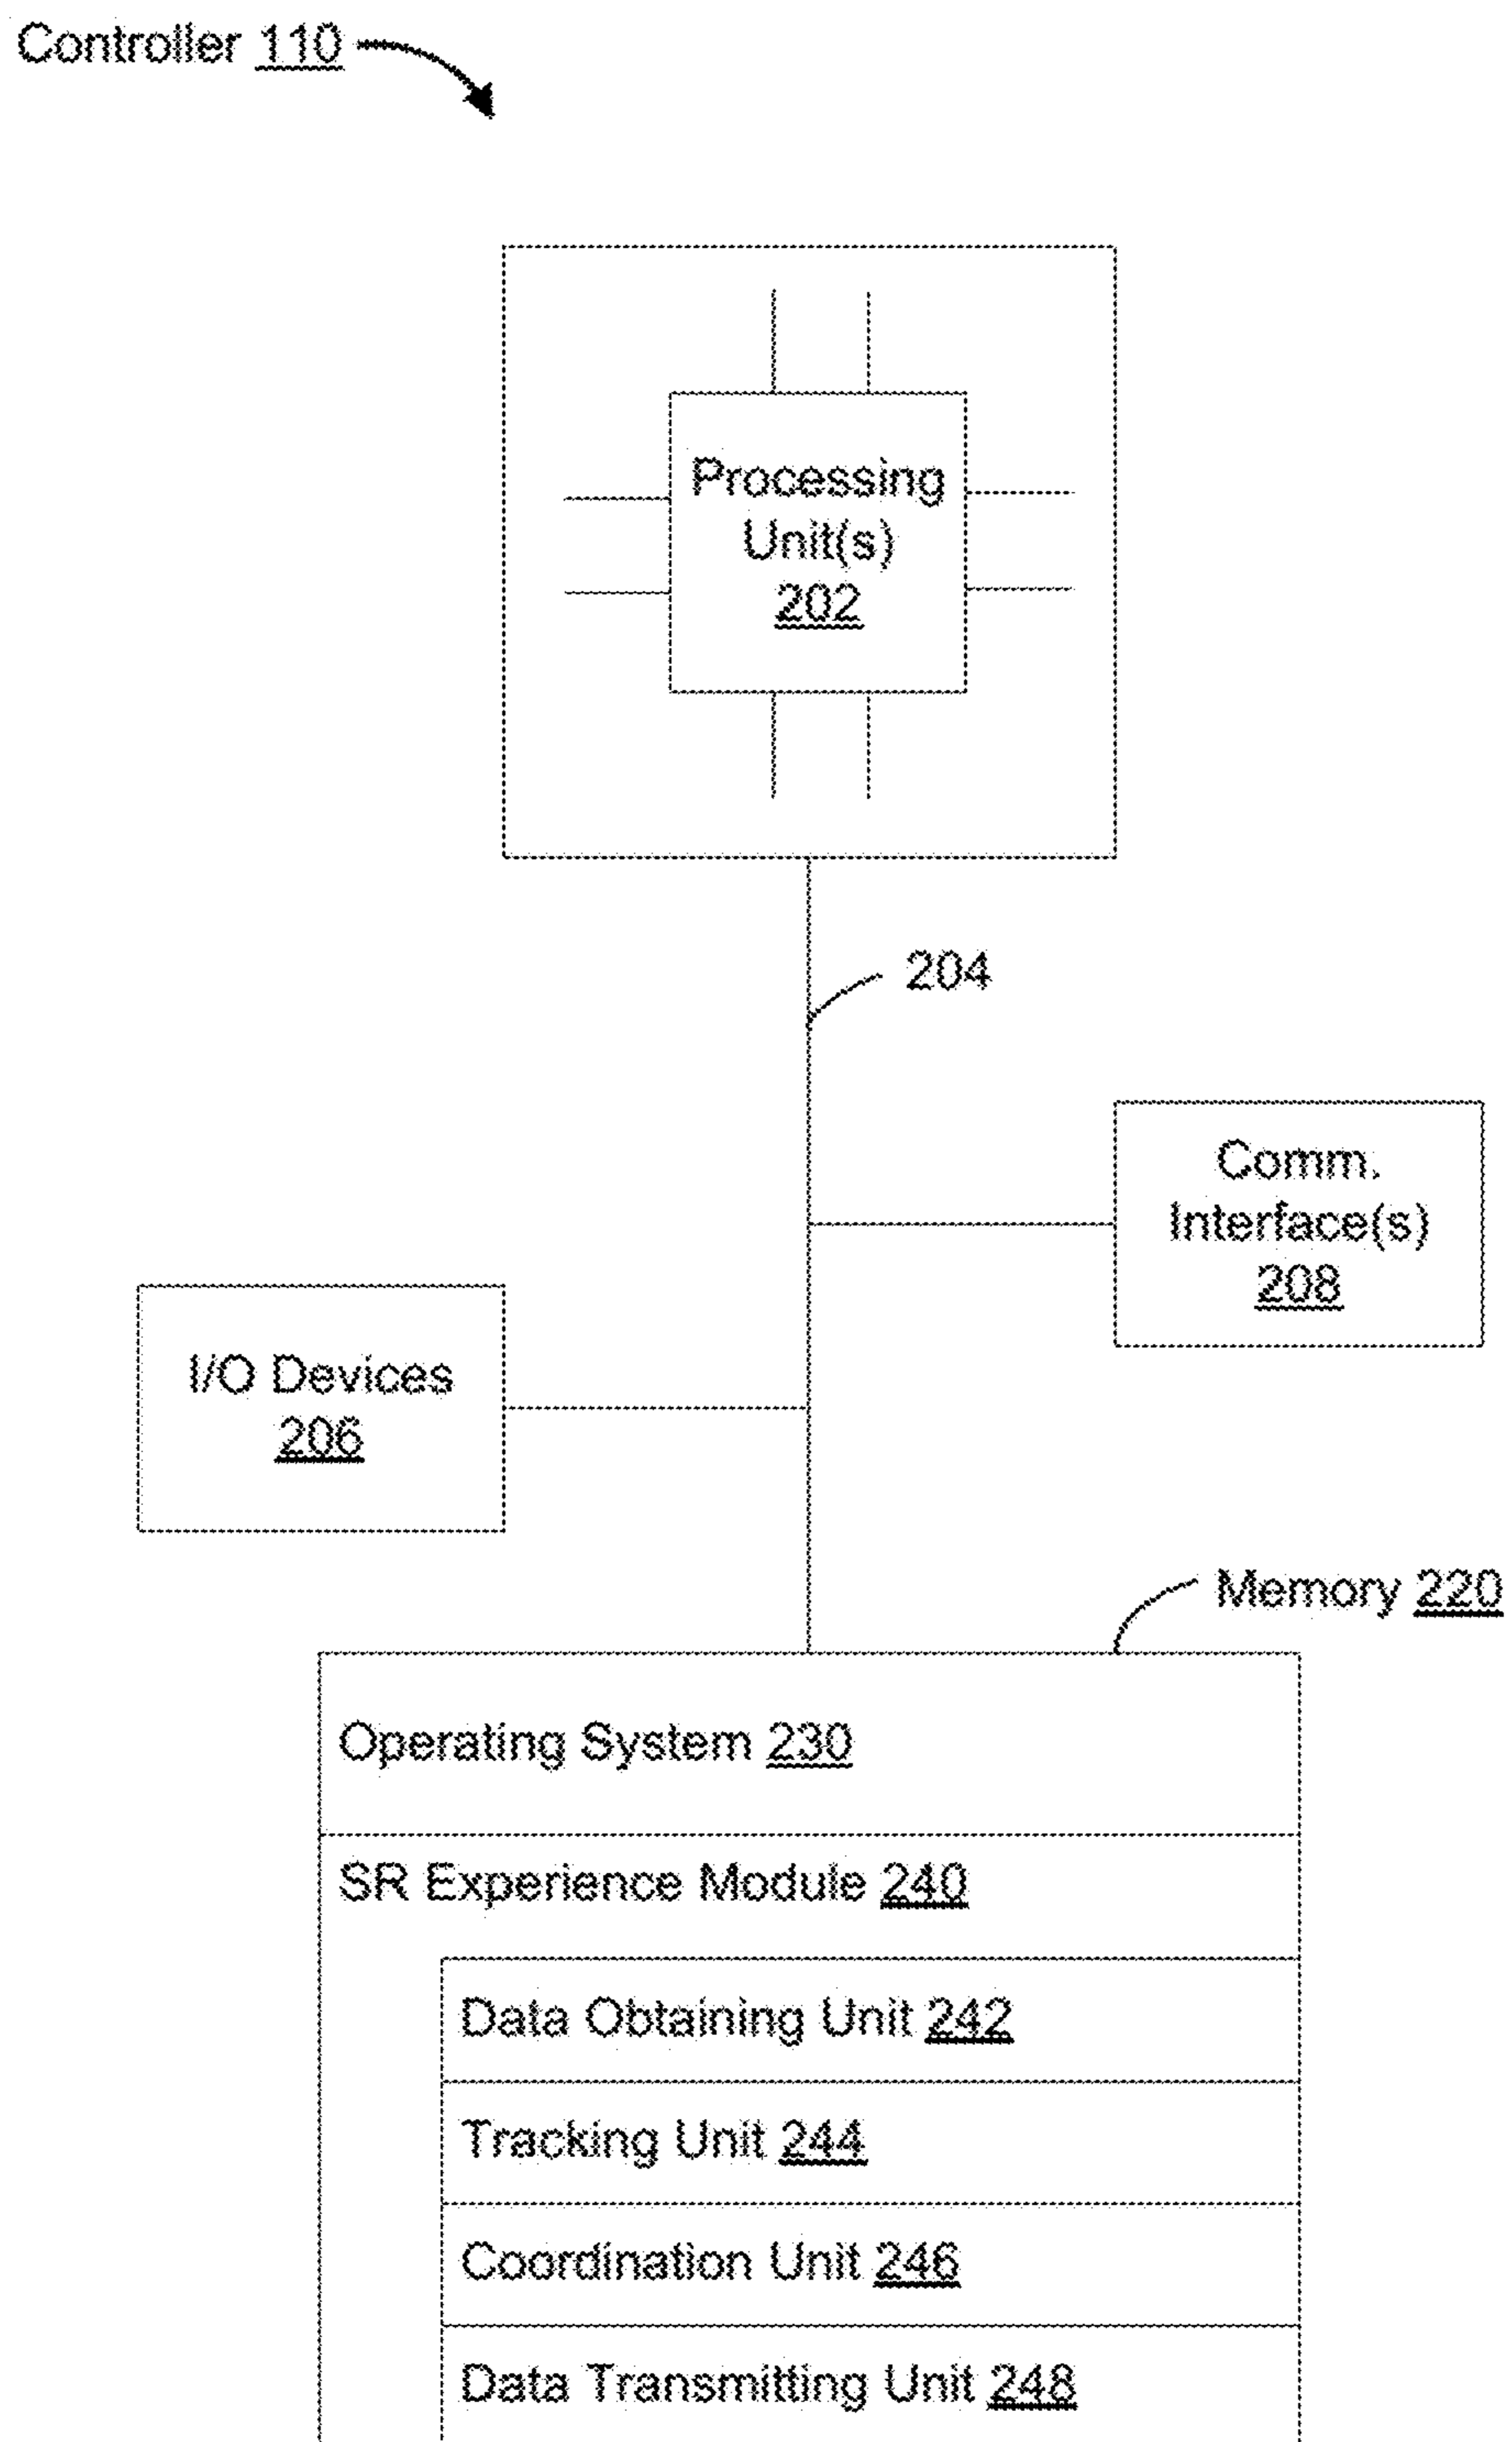 Controller 110
Processing
Unit(s)
202
204
Comm.
Interface(s)
208
I/O Devices
206
Memory 220
Operating System 230
SR Experience Module 240
Data Obtaining Unit 242
Tracking Unit 244
Coordination Unit 246
Data Transmitting Unit 248